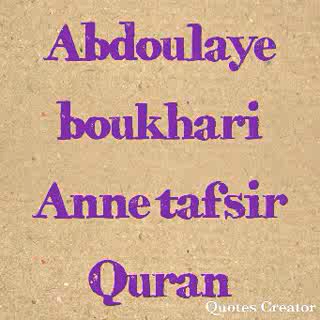 Abdoulaye
boukhari
Anne tafsir
Quran
Quotes Creator